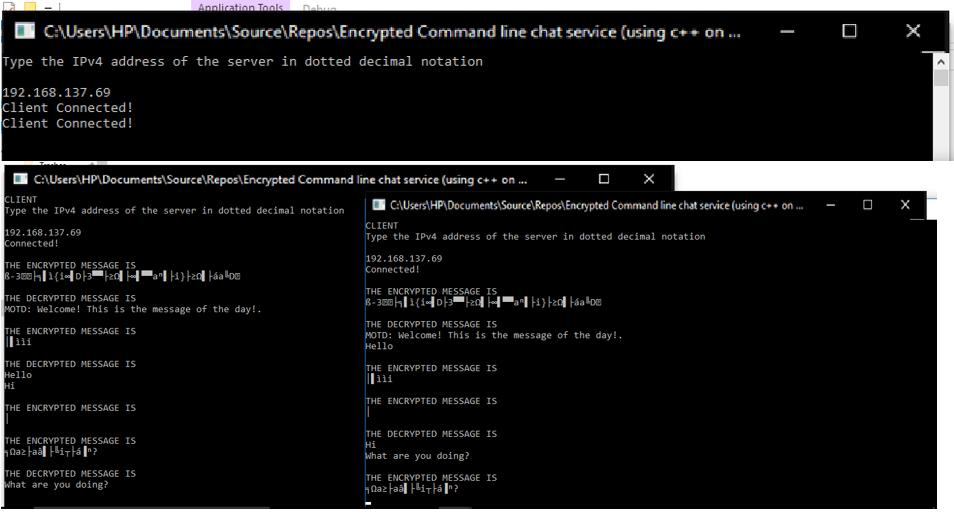 Application Tools
Debug
C:\Users\HP\Documents\Source\Repos\Encrypted Command line chat service (using c++ on ...
Type the IPv4 address of the server in dotted decimal notation
192.168.137.69
Client Connected!
Client Connected!
C:\Users\HP\Documents\Source\Repos\Encrypted Command line chat service (using c++ on ...
CLIENT
Type the IPv4 address of the server in dotted decimal notation
192.168.137.69
Connected!
THE ENCRYPTED MESSAGE IS
THE DECRYPTED MESSAGE IS
MOTD: Welcome! This is the message of the day!.
THE ENCRYPTED MESSAGE IS
THE DECRYPTED MESSAGE IS
Hello
Hi
THE ENCRYPTED MESSAGE IS
THE ENCRYPTED MESSAGE IS
THE DECRYPTED MESSAGE IS
What are you doing?
C:\Users\HP\Documents\Source\Repos\Encrypted Command line chat service (using c++ on ...
CLIENT
Type the IPv4 address of the server in dotted decimal notation
192.168.137.69
Connected!
THE ENCRYPTED MESSAGE IS
THE DECRYPTED MESSAGE IS
MOTD: Welcome! This is the message of the day!.
Hello
THE ENCRYPTED MESSAGE IS
THE ENCRYPTED MESSAGE IS
THE DECRYPTED MESSAGE IS
Hi
What are you doing?
THE ENCRYPTED MESSAGE IS